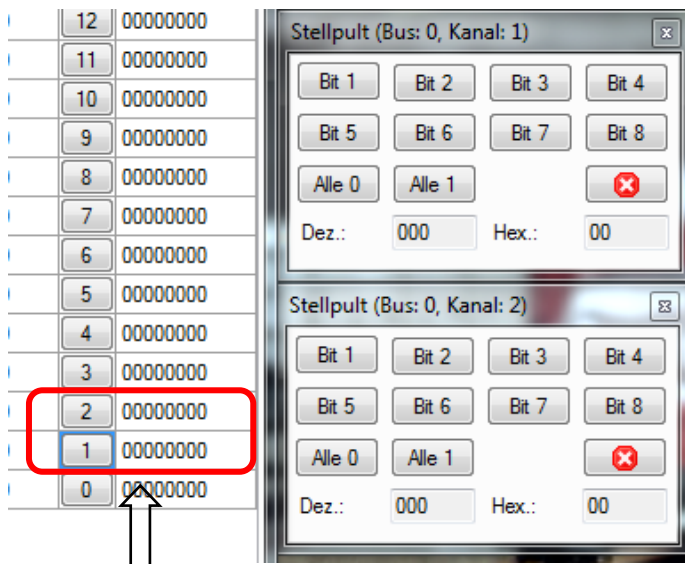 12 00000000
11 00000000
10 00000000
9 00000000
8 00000000
7 00000000
6 00000000
5 00000000
4 00000000
3 00000000
2 00000000
1 00000000
0 00000000
Stellpult (Bus: 0, Kanal: 1)
Bit 1 Bit 2 Bit 3 Bit 4
Bit 5 Bit 6 Bit 7 Bit 8
Alle 0 Alle 1
Dez.: 000 Hex.: 00
Stellpult (Bus: 0, Kanal: 2)
Bit 1 Bit 2 Bit 3 Bit 4
Bit 5 Bit 6 Bit 7 Bit 8
Alle 0 Alle 1
Dez.: 000 Hex.: 00